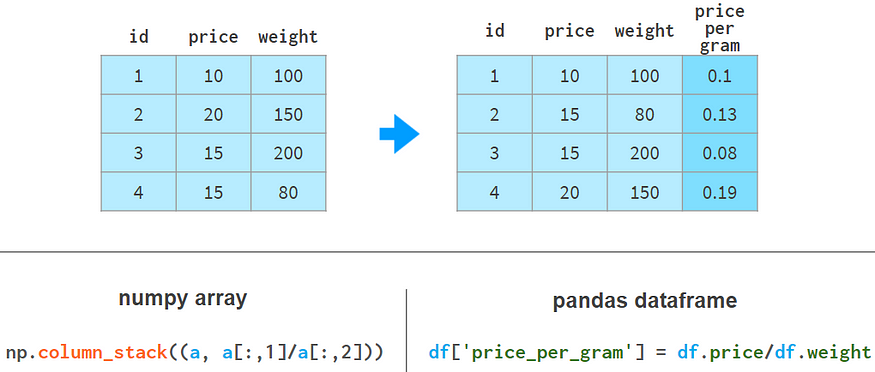 id price weight
1 10 100
2 20 150
3 15 200
4 15 80
id price weight price per gram
1 10 100 0.1
2 15 80 0.13
3 15 200 0.08
4 20 150 0.19
numpy array
np.column_stack((a, a[:,1]/a[:,2]))
pandas dataframe
df['price_per_gram'] = df.price/df.weight